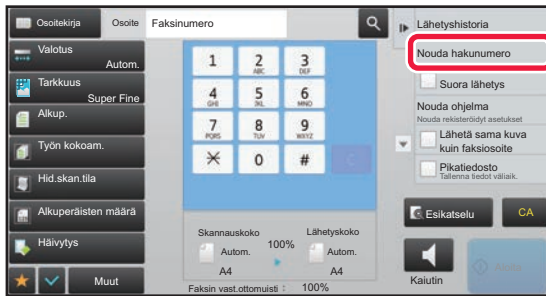 Osoitekirja
Osoite
Faksinumero
Valotus
Autom.
Tarkkuus
Super Fine
Alkup.
Työn kokoam.
Hid.skan.tila
Alkuperäisten määrä
Häivytys
Muut
1
2
ABC
3
DEF
4
GHI
5
JKL
6
MNO
7
PQRS
8
TUV
9
WXYZ
0
#
C
Skannauskoko
Lähetyskoko
Autom.
100%
Autom.
A4
A4
Faksin vast.ottomuisti :
100%
Lähetyshistoria
Nouda hakunumero
Suora lähetys
Nouda ohjelma
Nouda rekisteröidyt asetukset
Lähetä sama kuva
kuin faksiosoite
Pikatiedosto
Tallenna tiedot väliaik.
Esikatselu
CA
Kaiutin
Aloita